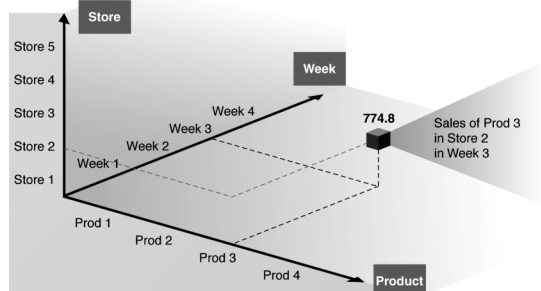 Store
Store 5
Store 4
Store 3
Store 2
Store 1
Week
Week 4
Week 3
Week 2
Week 1
774.8
Sales of Prod 3
in Store 2
in Week 3
Prod 1
Prod 2
Prod 3
Prod 4
Product